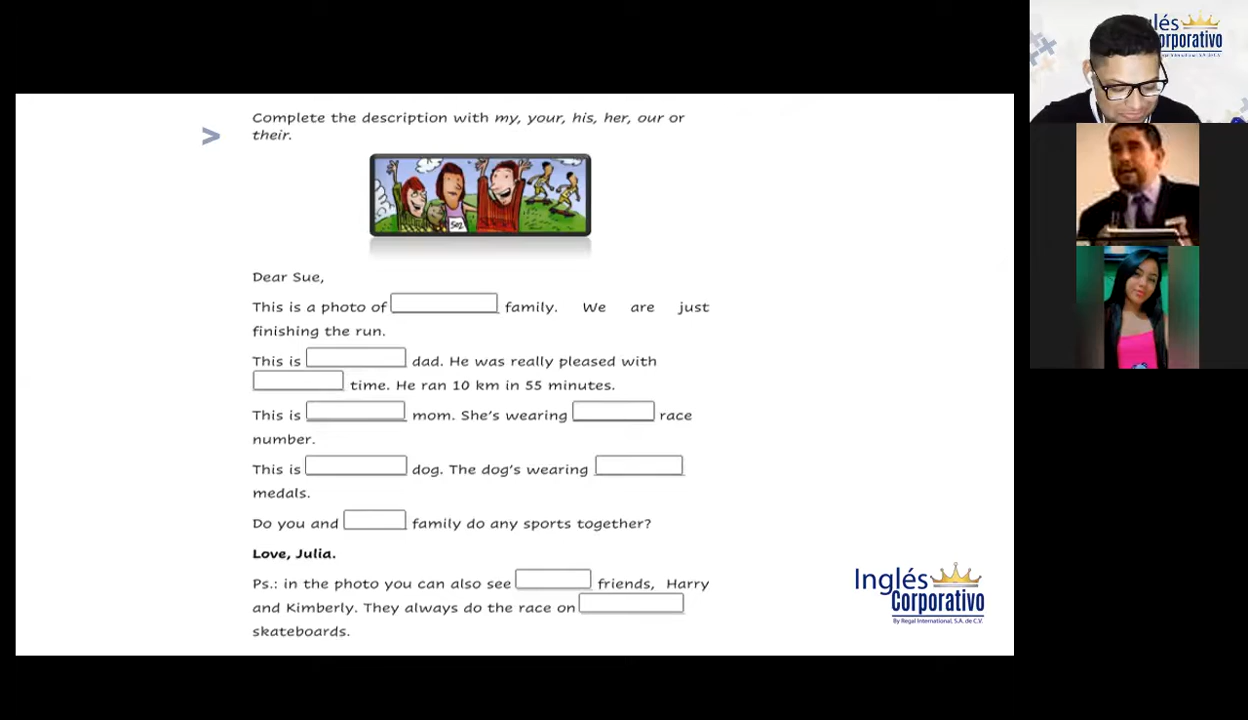 Complete the description with my, your, his, her, our or
their.
>
502
Dear Sue,
This is a photo of family. We are just
finishing the run.
This is dad. He was really pleased with
time. He ran 10 km in 55 minutes.
This is mom. She's wearing race
number.
This is dog. The dog's wearing
medals.
Do you and family do any sports together?
Love, Julia.
Ps.: in the photo you can also see friends, Harry
and Kimberly. They always do the race on
skateboards.
Inglés
Corporativo
By Regal International, S.A. de C.V.
lés
orporativo